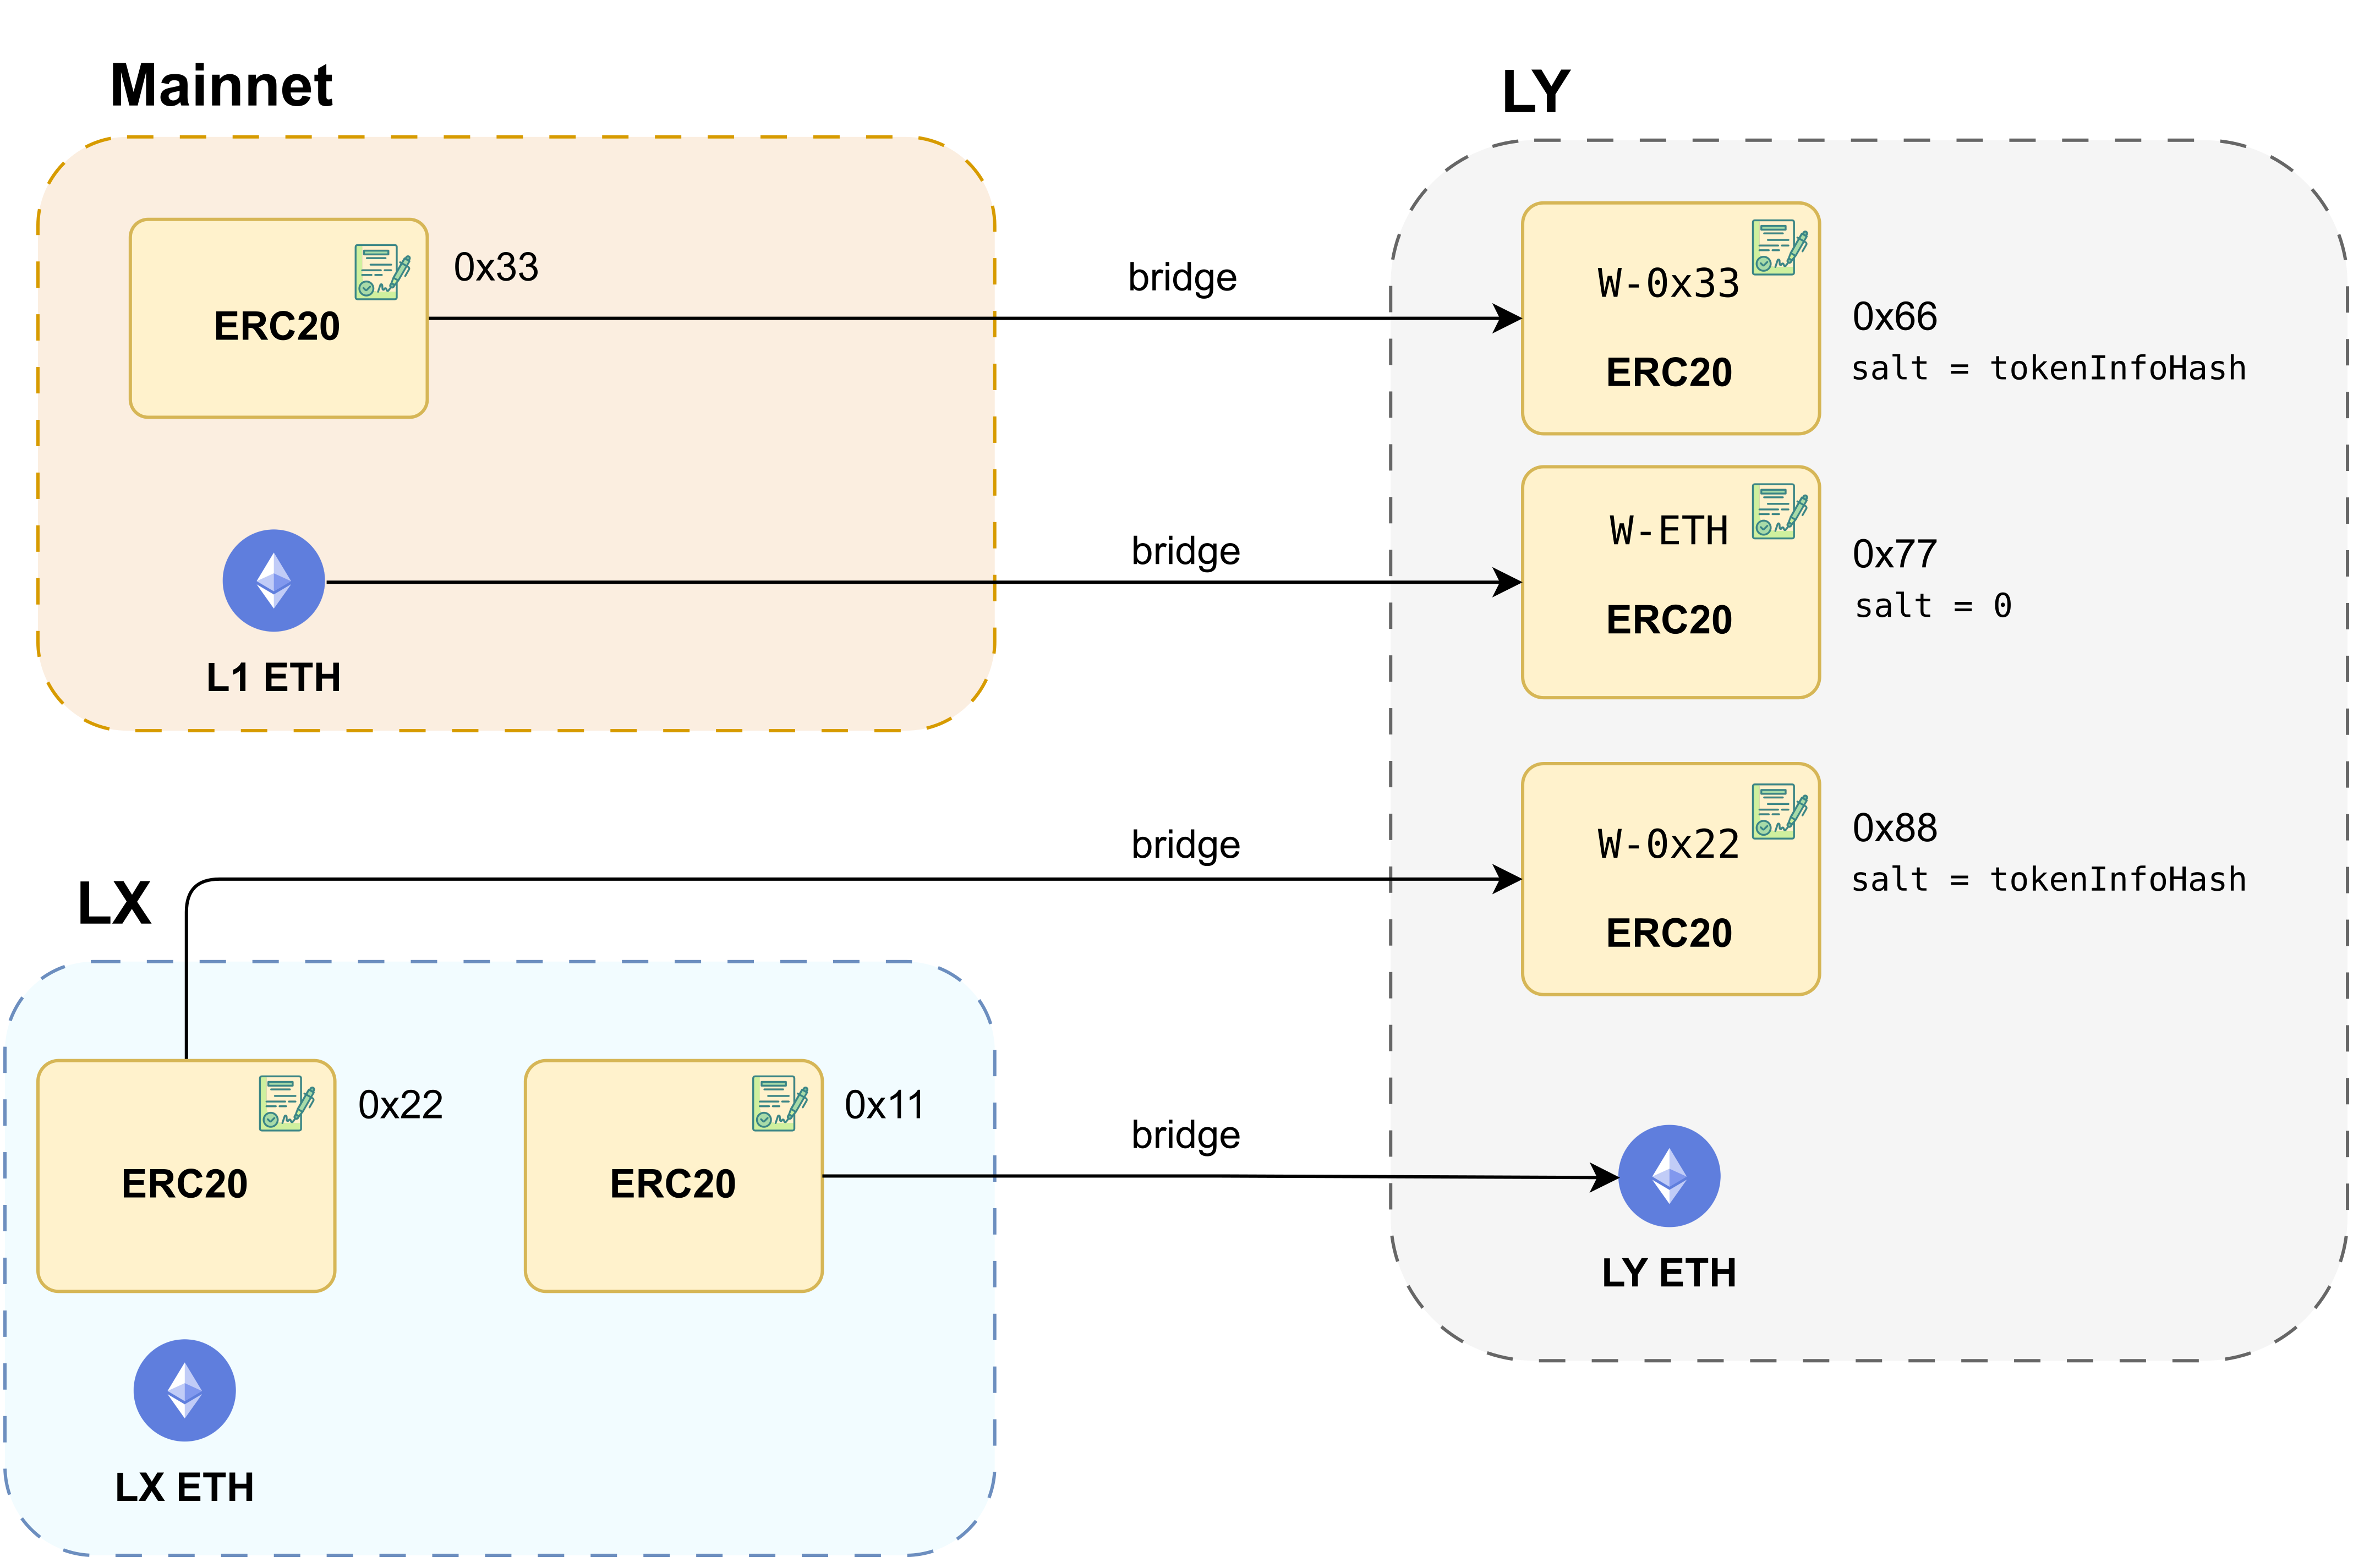 Mainnet
ERC20
0x33
L1 ETH
bridge
bridge
LY
W-0x33
ERC20
0x66
salt = tokenInfoHash
W-ETH
ERC20
0x77
salt = 0
W-0x22
ERC20
0x88
salt = tokenInfoHash
LY ETH
bridge
bridge
LX
ERC20
0x22
ERC20
0x11
LX ETH